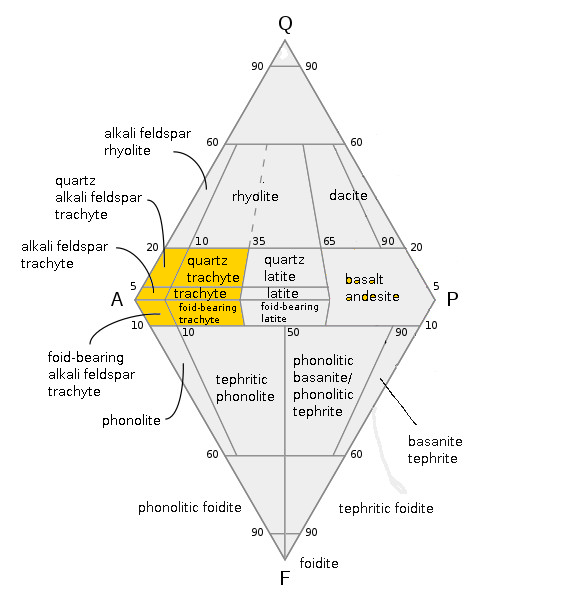 Q
90 90
60 60
alkali feldspar
rhyolite
rhyolite
dacite
quartz
alkali feldspar
trachyte
20 10 35 65 90 20
alkali feldspar
trachyte
quartz
trachyte
quartz
latite
basalt
andesite
5 5
trachyte
latite
A P
foid-bearing
trachyte
foid-bearing
latite
10 10 50 90 10
foid-bearing
alkali feldspar
trachyte
phonolitic
basanite/
phonolitic
tephrite
tephritic
phonolite
phonolite
basanite
tephrite
60 60
phonolitic foidite
tephritic foidite
90 90
foidite
F